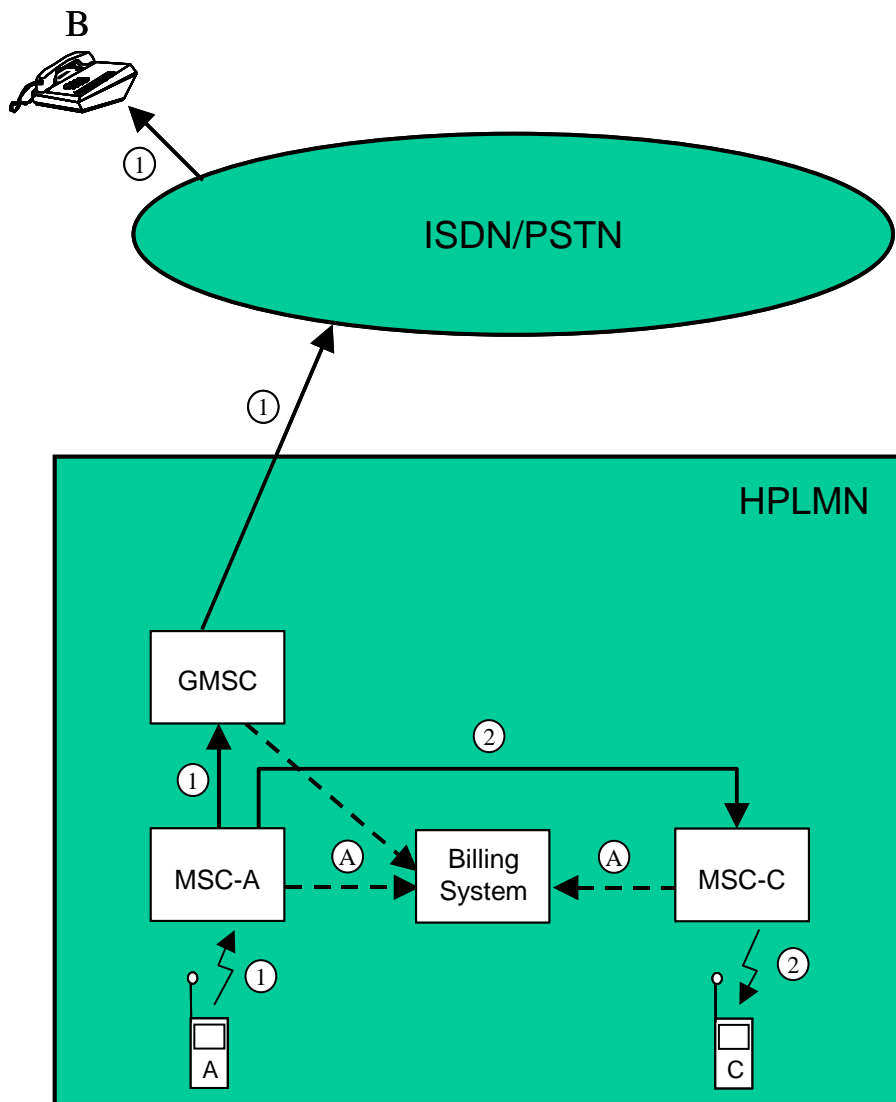 B
1
ISDN/PSTN
1
HPLMN
GMSC
2
1
MSC-A
A
Billing
System
A
MSC-C
1
2
A
C